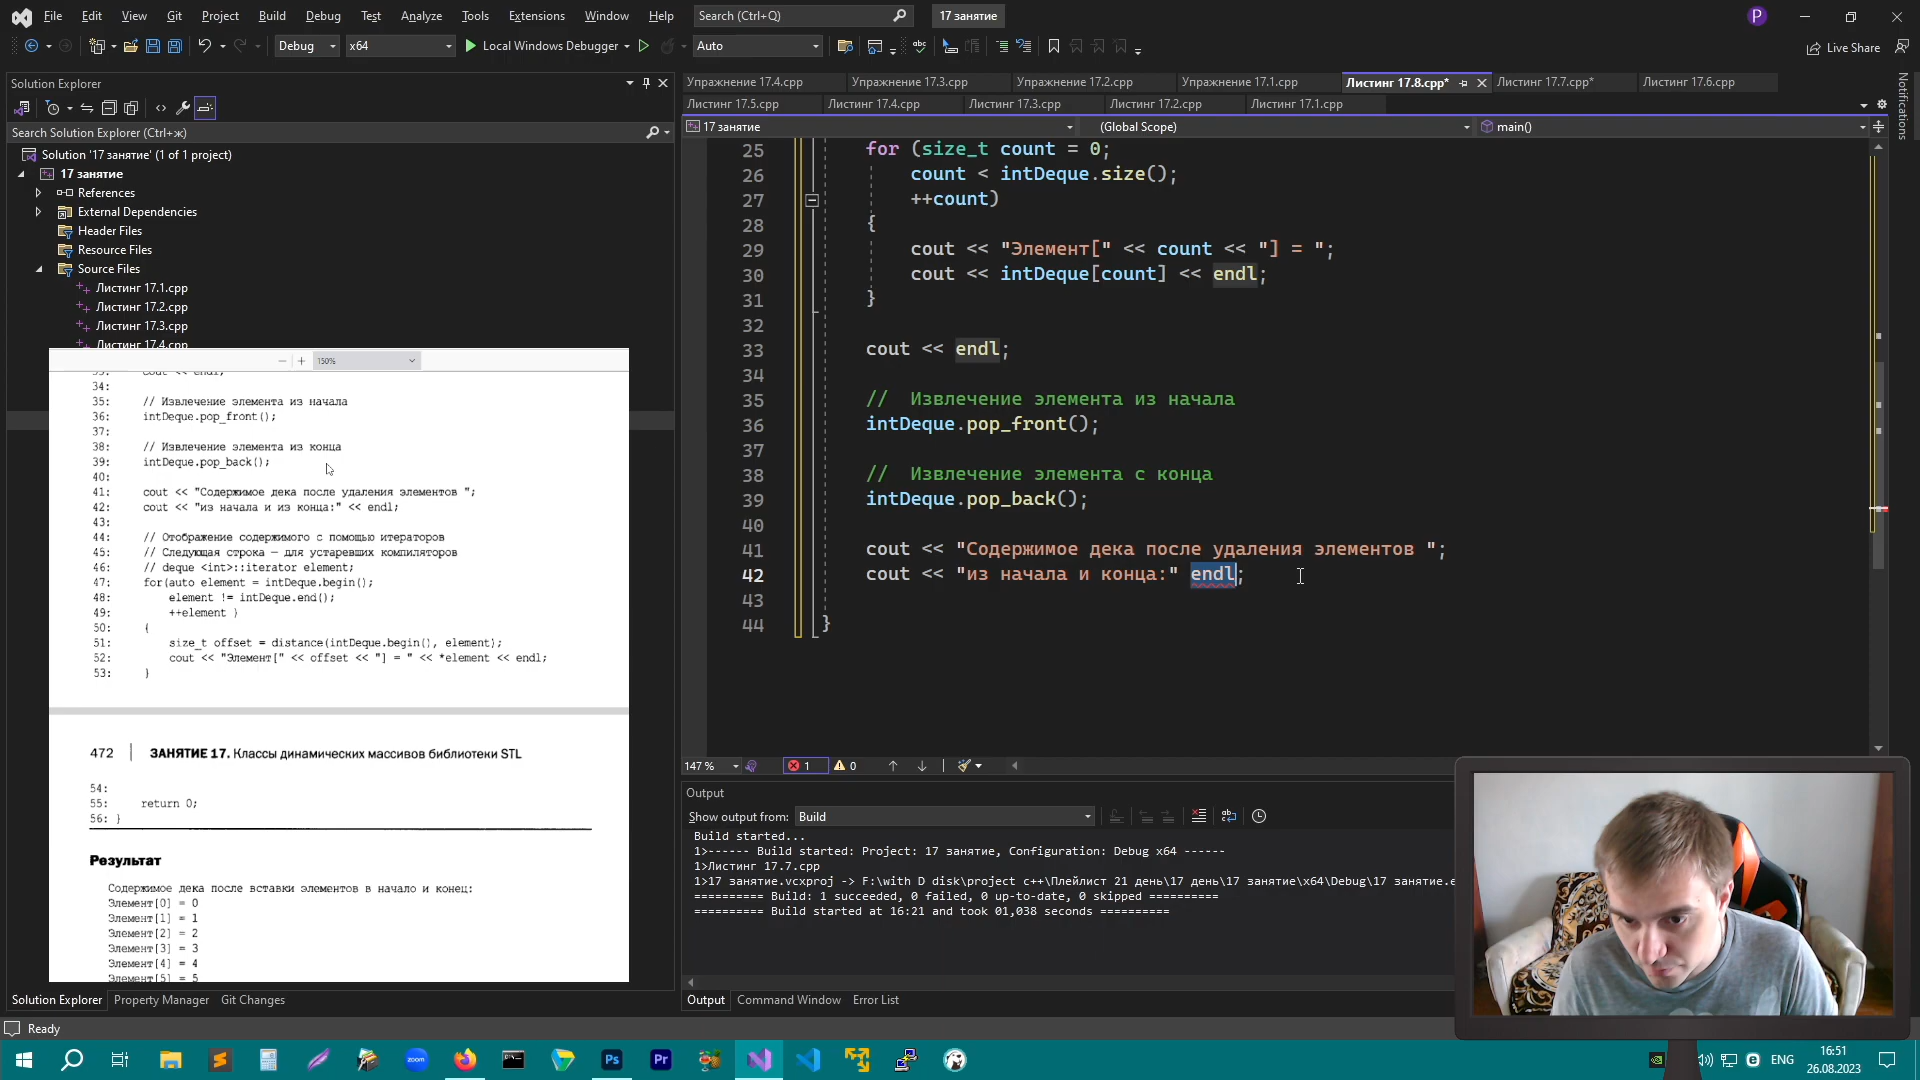 File Edit View Git Project Build Debug Test Analyze Tools Extensions Window Help Search (Ctrl+Q) 17 занятие P
Debug x64 Local Windows Debugger Auto Live Share
Solution Explorer
Search Solution Explorer (Ctrl+ж)
Solution '17 занятие' (1 of 1 project)
17 занятие
References
External Dependencies
Header Files
Resource Files
Source Files
Листинг 17.1.cpp
Листинг 17.2.cpp
Листинг 17.3.cpp
Листинг 17.4.cpp
150%
33: cout << endl;
34:
35: // Извлечение элемента из начала
36: intDeque.pop_front();
37:
38: // Извлечение элемента из конца
39: intDeque.pop_back();
40:
41: cout << "Содержимое дека после удаления элементов ";
42: cout << "из начала и из конца:" << endl;
43:
44: // Отображение содержимого с помощью итераторов
45: // Следующая строка — для устаревших компиляторов
46: // deque <int>::iterator element;
47: for(auto element = intDeque.begin();
48: element != intDeque.end();
49: ++element )
50: {
51: size_t offset = distance(intDeque.begin(), element);
52: cout << "Элемент[" << offset << "] = " << *element << endl;
53: }
472 | ЗАНЯТИЕ 17. Классы динамических массивов библиотеки STL
54:
55: return 0;
56: }
Результат
Содержимое дека после вставки элементов в начало и конец:
Элемент[0] = 0
Элемент[1] = 1
Элемент[2] = 2
Элемент[3] = 3
Элемент[4] = 4
Элемент[5] = 5
Solution Explorer Property Manager Git Changes
Упражнение 17.4.cpp Упражнение 17.3.cpp Упражнение 17.2.cpp Упражнение 17.1.cpp Листинг 17.8.cpp* Листинг 17.7.cpp* Листинг 17.6.cpp
Листинг 17.5.cpp Листинг 17.4.cpp Листинг 17.3.cpp Листинг 17.2.cpp Листинг 17.1.cpp
17 занятие (Global Scope) main()
25 for (size_t count = 0;
26 count < intDeque.size();
27 ++count)
28 {
29 cout << "Элемент[" << count << "] = ";
30 cout << intDeque[count] << endl;
31 }
32
33 cout << endl;
34
35 // Извлечение элемента из начала
36 intDeque.pop_front();
37
38 // Извлечение элемента с конца
39 intDeque.pop_back();
40
41 cout << "Содержимое дека после удаления элементов ";
42 cout << "из начала и конца:" endl;
43
44 }
147 % 1 0
Output
Show output from: Build
Build started...
1>------ Build started: Project: 17 занятие, Configuration: Debug x64 ------
1>Листинг 17.7.cpp
1>17 занятие.vcxproj -> F:\with D disk\project c++\Плейлист 21 день\17 день\17 занятие\x64\Debug\17 занятие.e
========== Build: 1 succeeded, 0 failed, 0 up-to-date, 0 skipped ==========
========== Build started at 16:21 and took 01,038 seconds ==========
Output Command Window Error List
Notifications
Ready
zoom Ps Pr ENG 16:51
26.08.2023